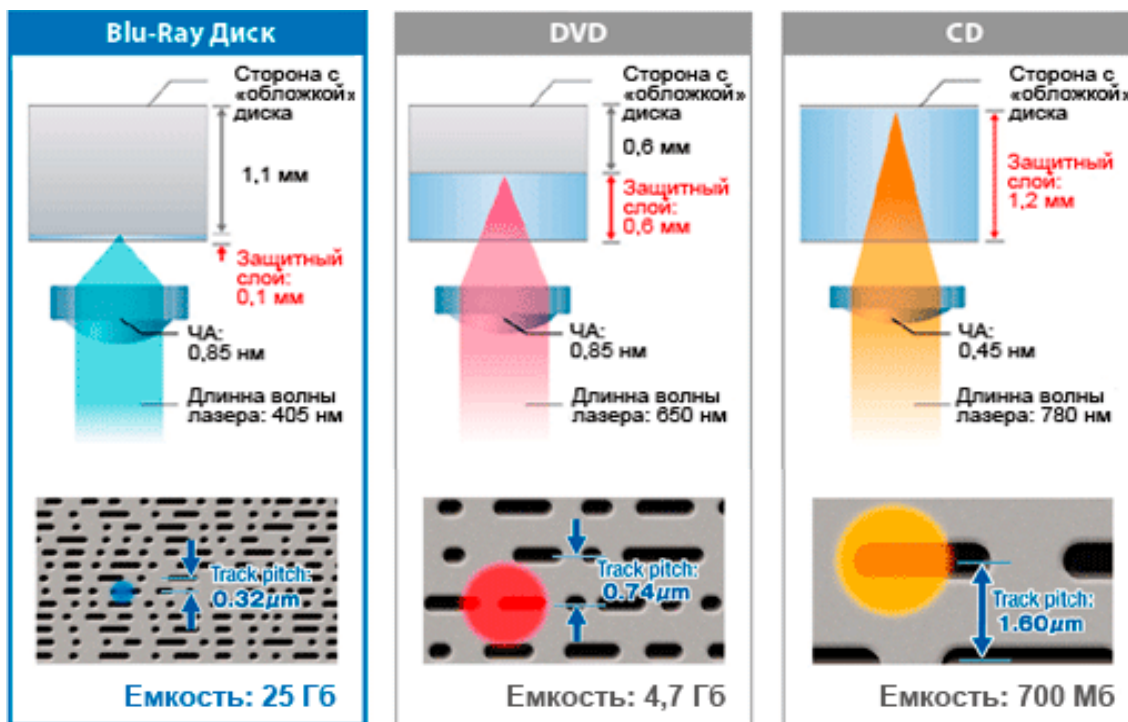 Blu-Ray Диск
Сторона с
«обложкой»
диска
1,1 мм
Защитный
слой:
0,1 мм
ЧА:
0,85 нм
Длинна волны
лазера: 405 нм
Track pitch:
0.32µm
Емкость: 25 Гб
DVD
Сторона с
«обложкой»
диска
0,6 мм
Защитный
слой:
0,6 мм
ЧА:
0,85 нм
Длинна волны
лазера: 650 нм
Track pitch:
0.74µm
Емкость: 4,7 Гб
CD
Сторона с
«обложкой»
диска
Защитный
слой:
1,2 мм
ЧА:
0,45 нм
Длинна волны
лазера: 780 нм
Track pitch:
1.60µm
Емкость: 700 Мб